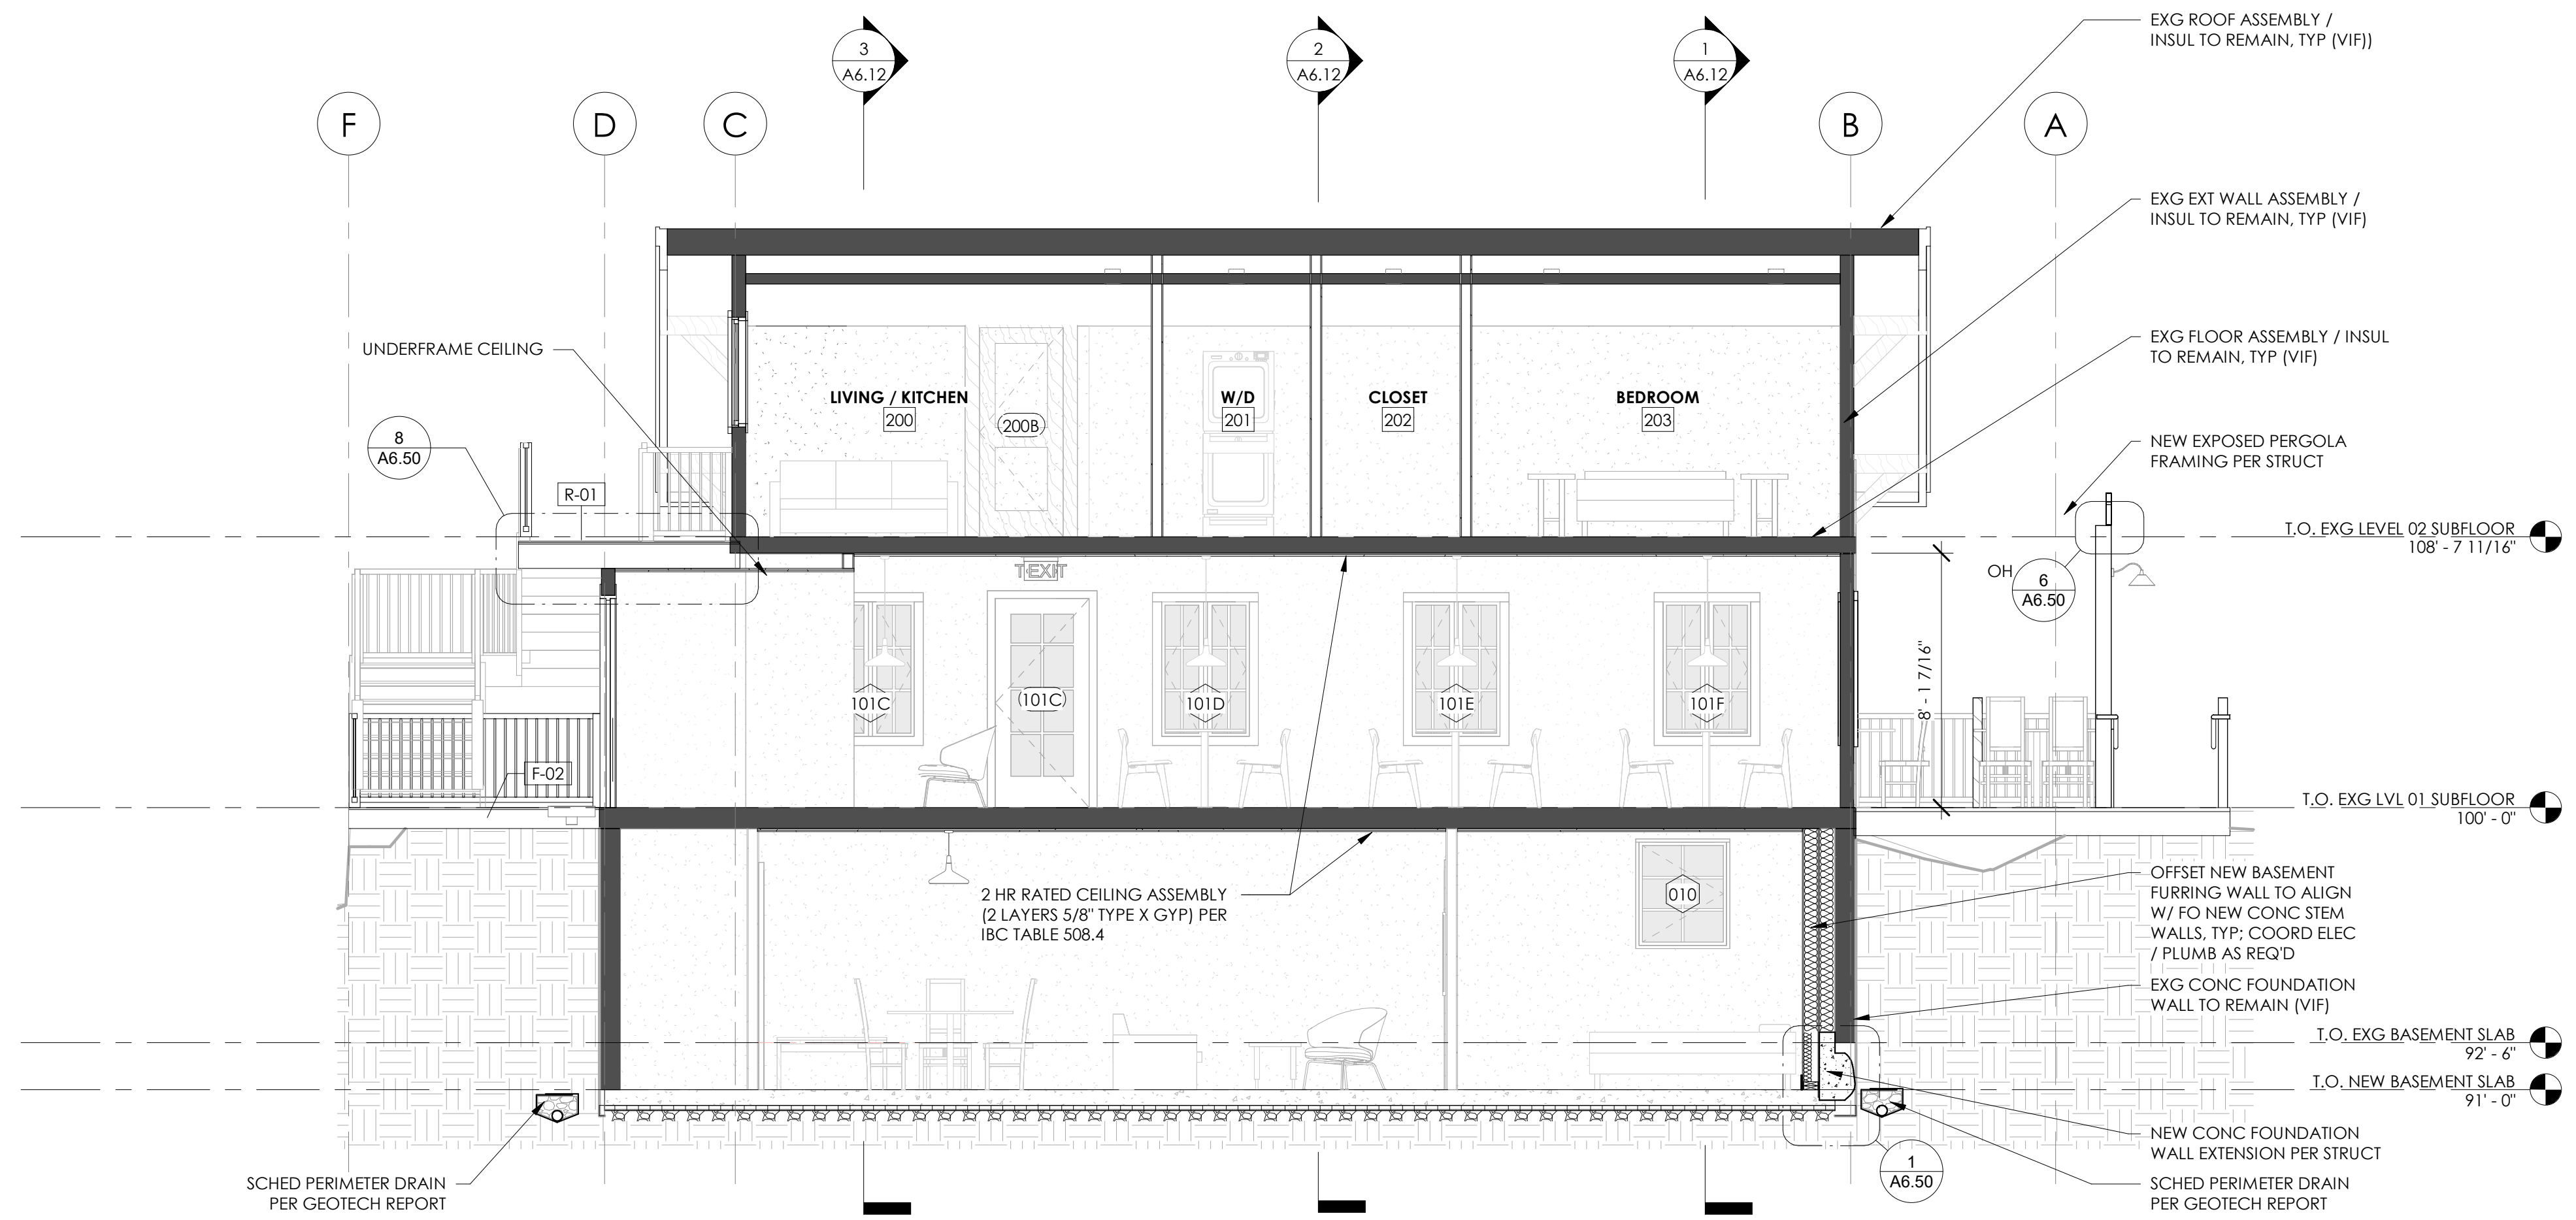 3
A6.12
2
A6.12
1
A6.12
EXG ROOF ASSEMBLY /
INSUL TO REMAIN, TYP (VIF))
F
D
C
B
A
EXG EXT WALL ASSEMBLY /
INSUL TO REMAIN, TYP (VIF)
UNDERFRAME CEILING
EXG FLOOR ASSEMBLY / INSUL
TO REMAIN, TYP (VIF)
LIVING / KITCHEN
200
200B
W/D
201
CLOSET
202
BEDROOM
203
8
A6.50
R-01
NEW EXPOSED PERGOLA
FRAMING PER STRUCT
T.O. EXG LEVEL 02 SUBFLOOR
108' - 7 11/16"
EXIT
OH
6
A6.50
8' - 1 7/16"
101C
(101C)
101D
101E
101F
F-02
T.O. EXG LVL 01 SUBFLOOR
100' - 0"
2 HR RATED CEILING ASSEMBLY
(2 LAYERS 5/8" TYPE X GYP) PER
IBC TABLE 508.4
010
OFFSET NEW BASEMENT
FURRING WALL TO ALIGN
W/ FO NEW CONC STEM
WALLS, TYP; COORD ELEC
/ PLUMB AS REQ'D
EXG CONC FOUNDATION
WALL TO REMAIN (VIF)
T.O. EXG BASEMENT SLAB
92' - 6"
T.O. NEW BASEMENT SLAB
91' - 0"
NEW CONC FOUNDATION
WALL EXTENSION PER STRUCT
1
A6.50
SCHED PERIMETER DRAIN
PER GEOTECH REPORT
SCHED PERIMETER DRAIN
PER GEOTECH REPORT